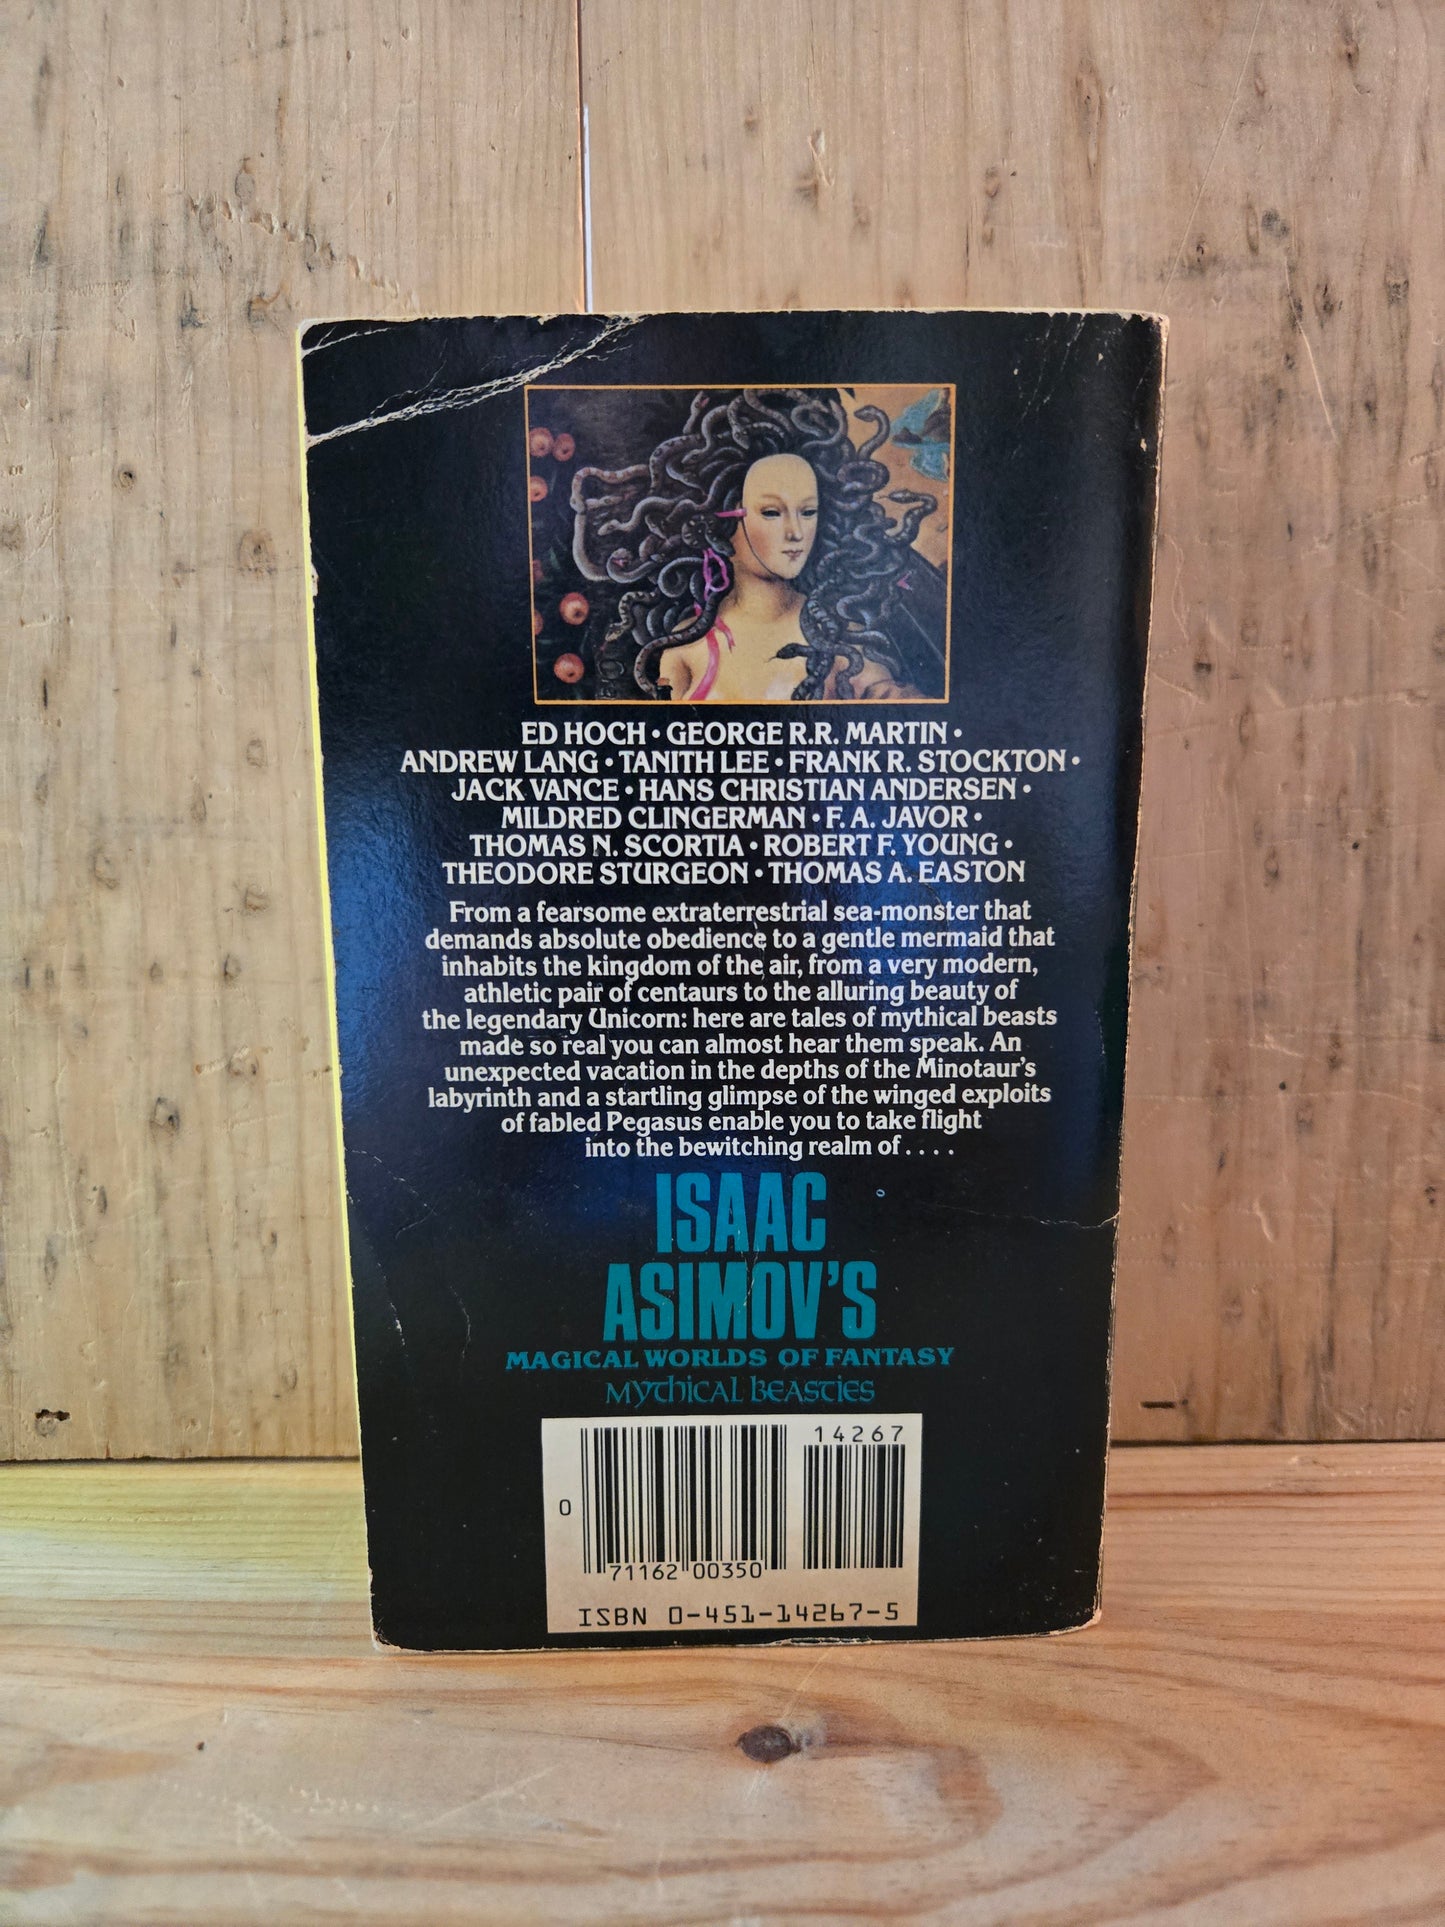 ED HOCH • GEORGE R.R. MARTIN •
ANDREW LANG • TANITH LEE • FRANK R. STOCKTON •
JACK VANCE • HANS CHRISTIAN ANDERSEN •
MILDRED CLINGERMAN • F. A. JAVOR •
THOMAS N. SCORTIA • ROBERT F. YOUNG •
THEODORE STURGEON • THOMAS A. EASTON
From a fearsome extraterrestrial sea-monster that
demands absolute obedience to a gentle mermaid that
inhabits the kingdom of the air, from a very modern,
athletic pair of centaurs to the alluring beauty of
the legendary Unicorn: here are tales of mythical beasts
made so real you can almost hear them speak. An
unexpected vacation in the depths of the Minotaur's
labyrinth and a startling glimpse of the winged exploits
of fabled Pegasus enable you to take flight
into the bewitching realm of . . . .
ISAAC
ASIMOV'S
MAGICAL WORLDS OF FANTASY
MYTHICAL BEASTIES
14267
0
71162 00350
ISBN 0-451-14267-5